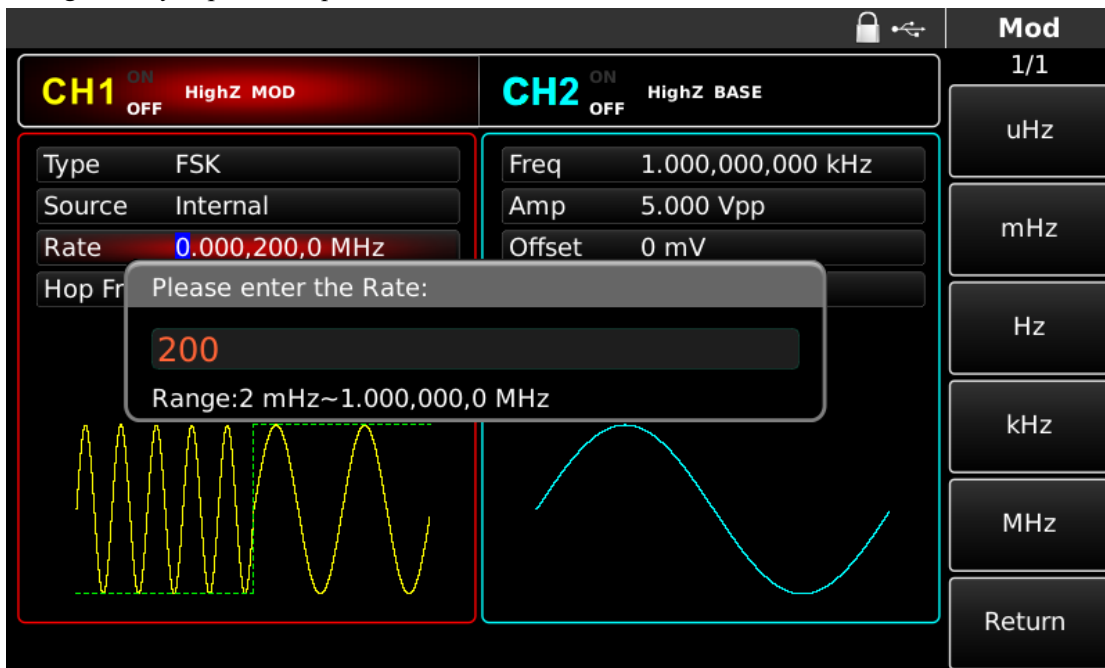 Mod
1/1
CH1 ON OFF HighZ MOD
CH2 ON OFF HighZ BASE
Type FSK
Source Internal
Rate 0.000,200,0 MHz
Hop Fr
Freq 1.000,000,000 kHz
Amp 5.000 Vpp
Offset 0 mV
Please enter the Rate:
200
Range:2 mHz~1.000,000,0 MHz
uHz
mHz
Hz
kHz
MHz
Return